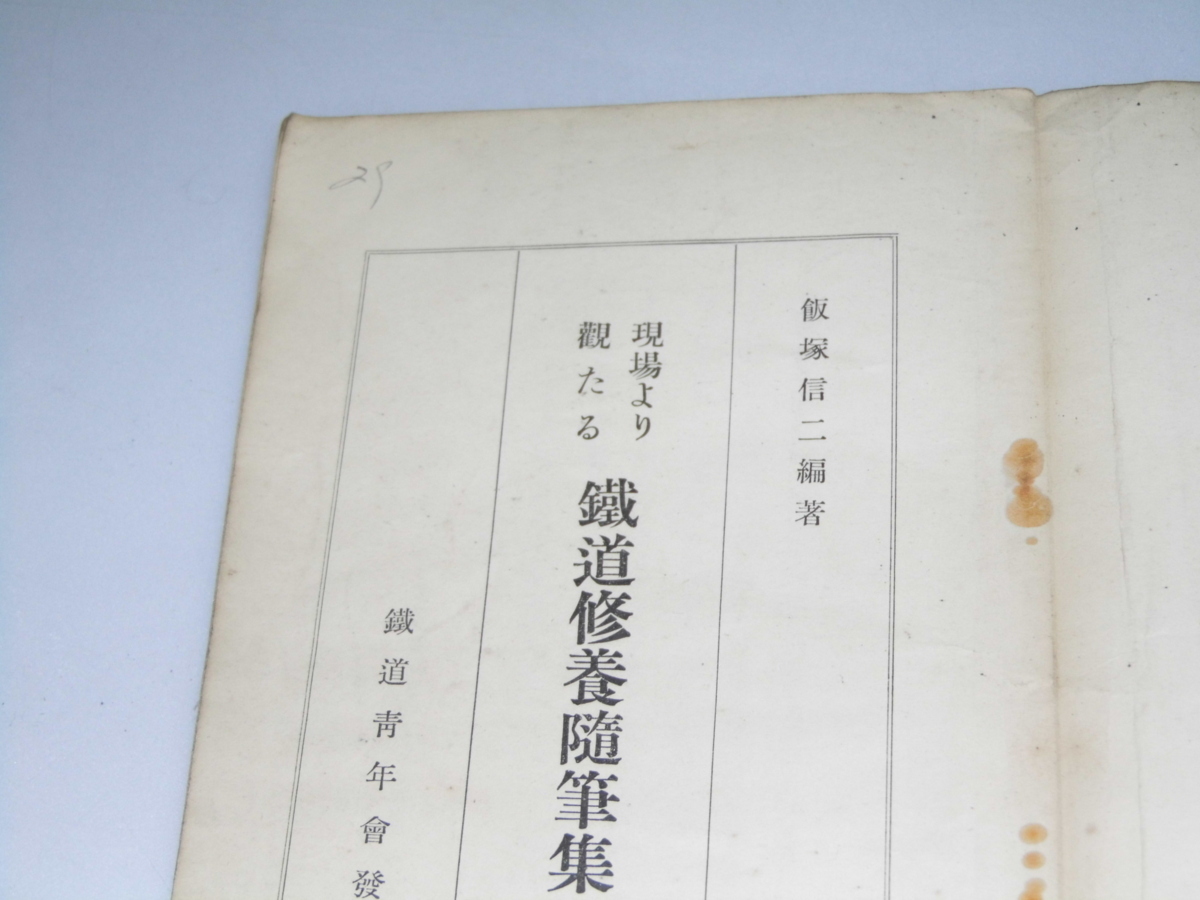 飯塚信二編著
現場より
觀たる
鐵道修養隨筆集
鐵道青年會發